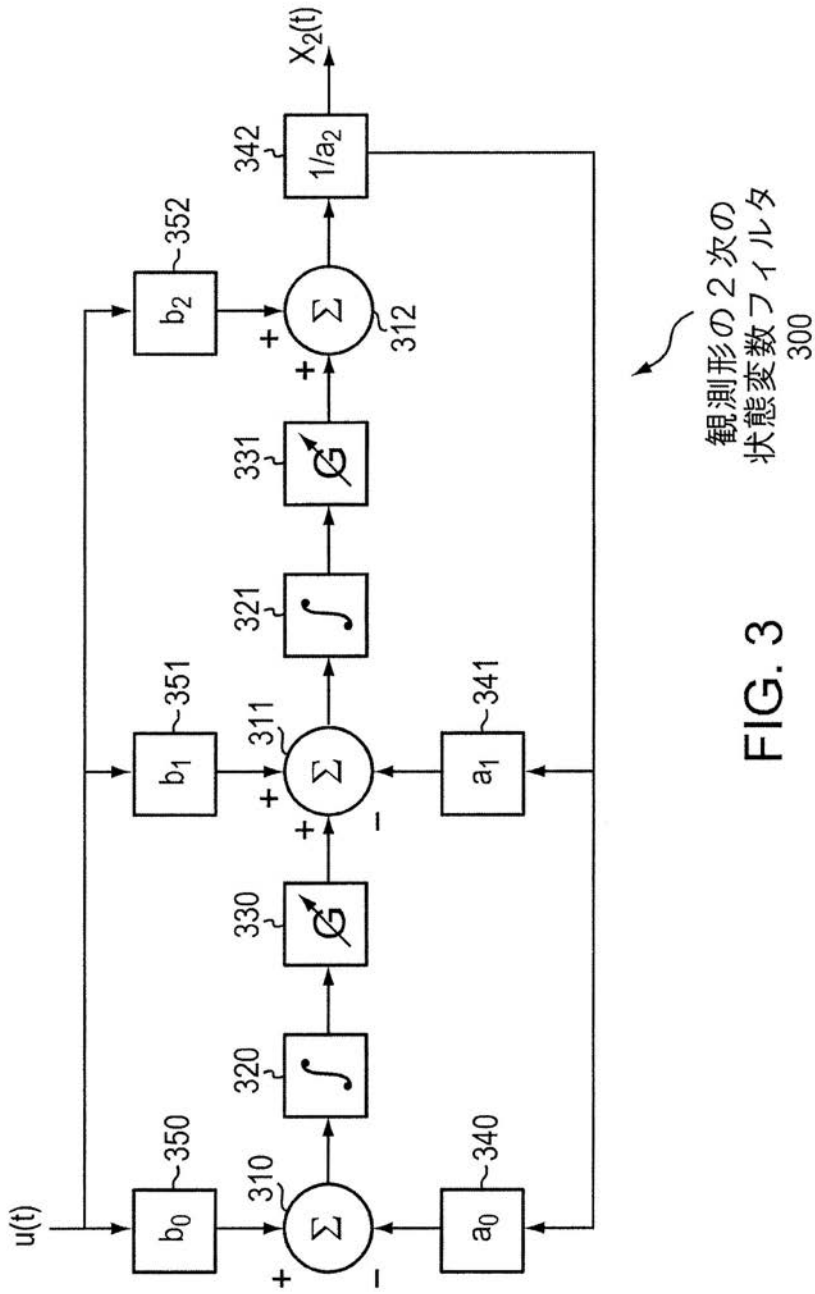 u(t)
b₀
350
b₁
351
b₂
352
+
Σ
310
-
∫
320
G
330
+
+
Σ
311
-
∫
321
G
331
+
+
Σ
312
1/a₂
342
X₂(t)
a₀
340
a₁
341
観測形の2次の
状態変数フィルタ
300
FIG. 3